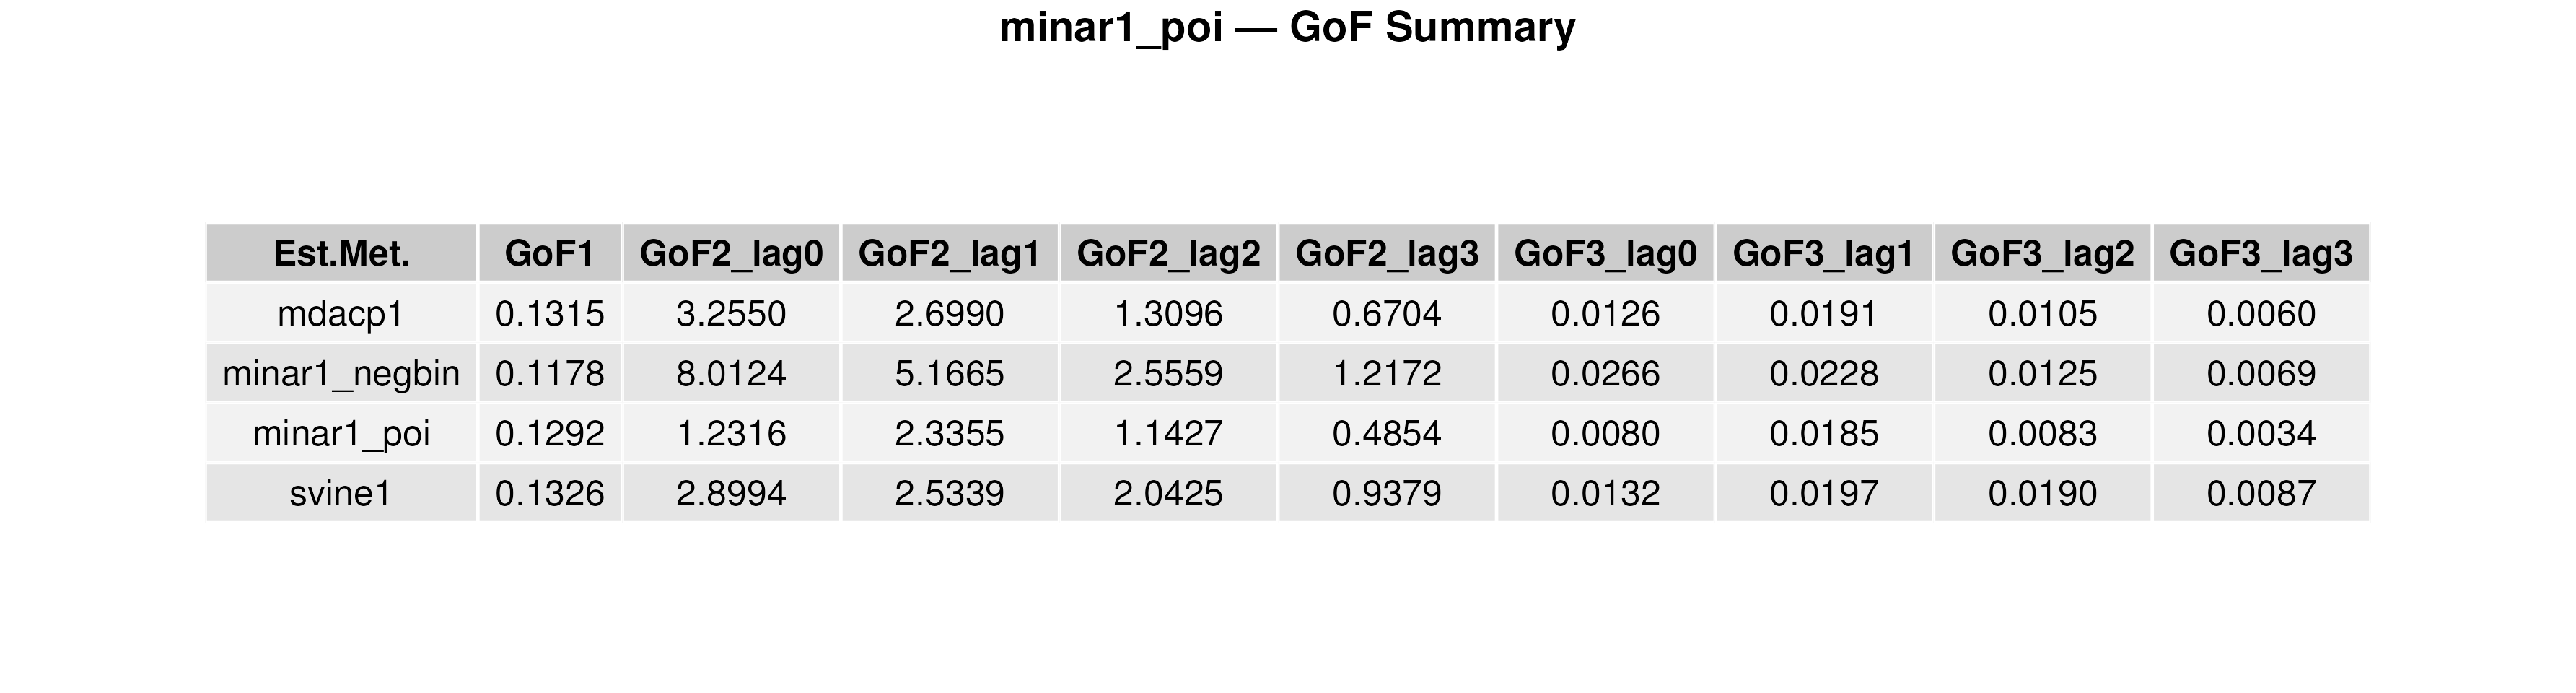 minar1_poi — GoF Summary
Est.Met. GoF1 GoF2_lag0 GoF2_lag1 GoF2_lag2 GoF2_lag3 GoF3_lag0 GoF3_lag1 GoF3_lag2 GoF3_lag3
mdacp1 0.1315 3.2550 2.6990 1.3096 0.6704 0.0126 0.0191 0.0105 0.0060
minar1_negbin 0.1178 8.0124 5.1665 2.5559 1.2172 0.0266 0.0228 0.0125 0.0069
minar1_poi 0.1292 1.2316 2.3355 1.1427 0.4854 0.0080 0.0185 0.0083 0.0034
svine1 0.1326 2.8994 2.5339 2.0425 0.9379 0.0132 0.0197 0.0190 0.0087